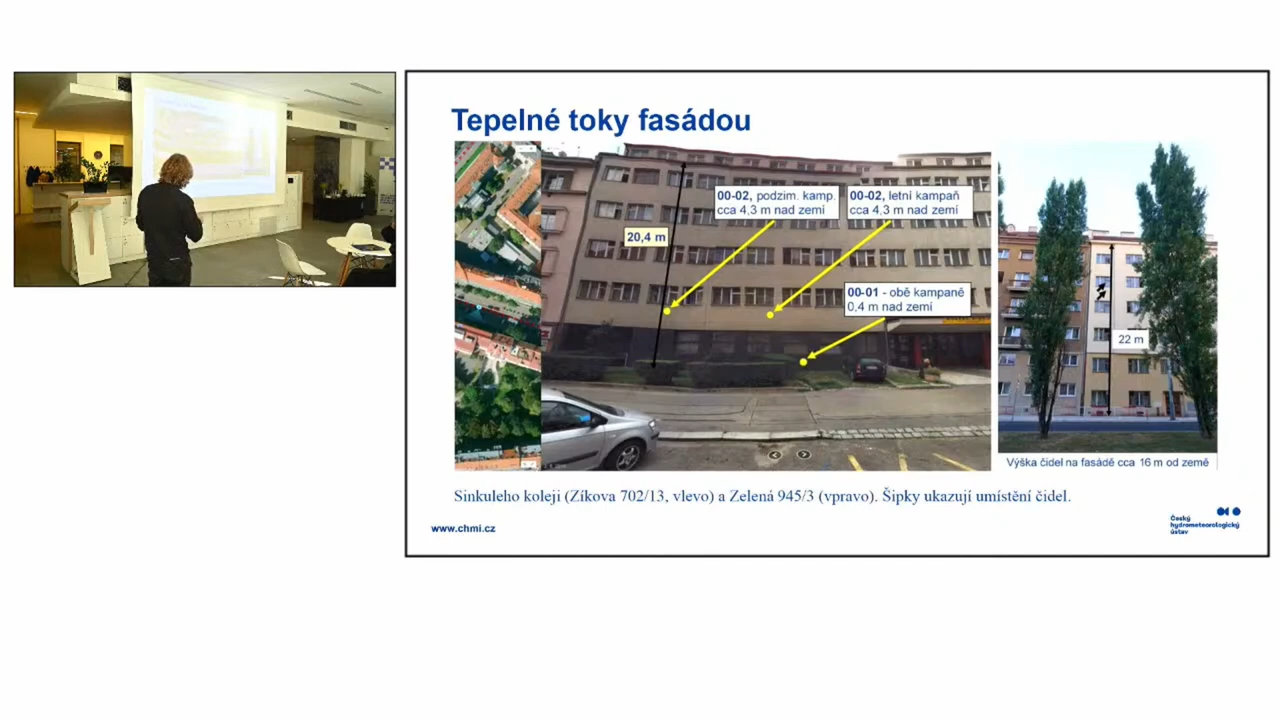 Tepelné toky fasádou
00-02, podzim. kamp.
cca 4,3 m nad zemí
00-02, letní kampaň
cca 4,3 m nad zemí
20,4 m
00-01 - obě kampaně
0,4 m nad zemí
22 m
Výška čidel na fasádě cca 16 m od země
Sinkuleho koleji (Zíkova 702/13, vlevo) a Zelená 945/3 (vpravo). Šipky ukazují umístění čidel.
www.chmi.cz
Český
hydrometeorologický
ústav